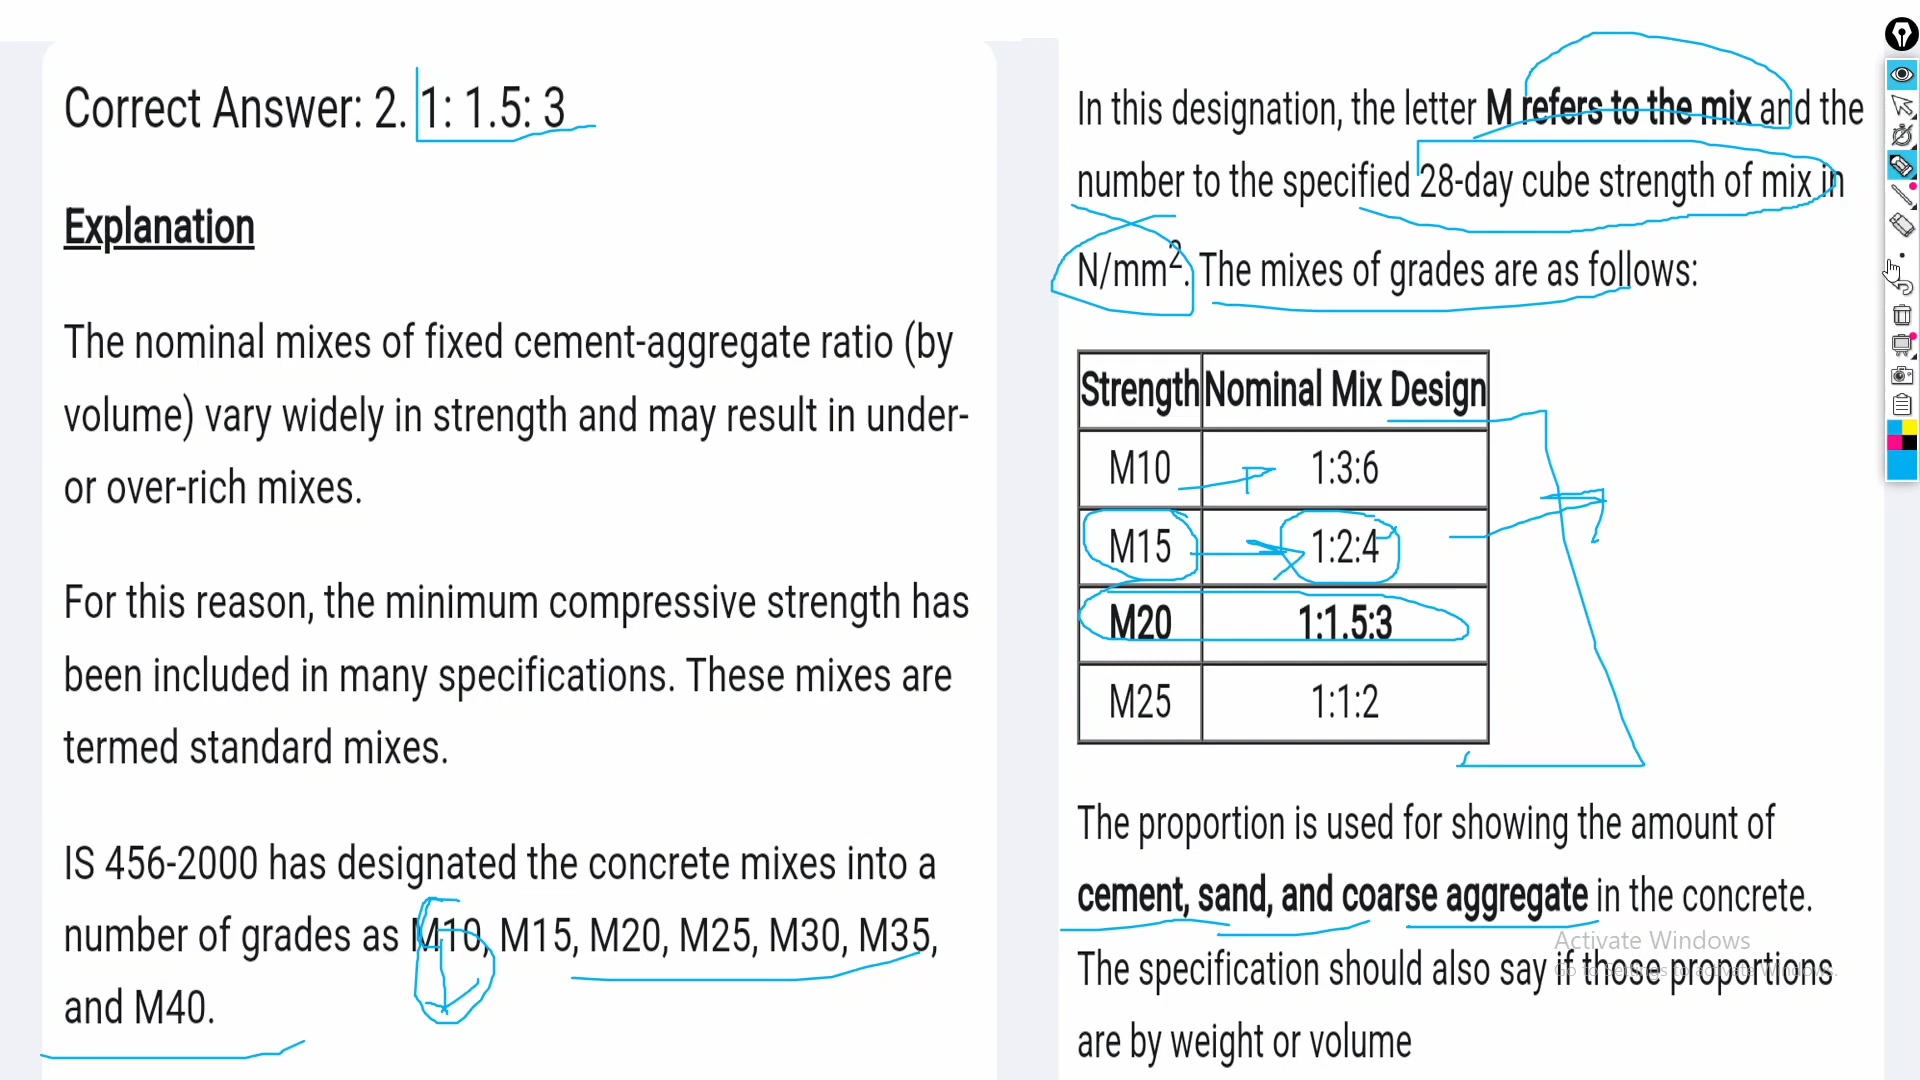 Correct Answer: 2. 1: 1.5: 3
Explanation
The nominal mixes of fixed cement-aggregate ratio (by
volume) vary widely in strength and may result in under-
or over-rich mixes.
For this reason, the minimum compressive strength has
been included in many specifications. These mixes are
termed standard mixes.
IS 456-2000 has designated the concrete mixes into a
number of grades as M10, M15, M20, M25, M30, M35,
and M40.
In this designation, the letter M refers to the mix and the
number to the specified 28-day cube strength of mix in
N/mm². The mixes of grades are as follows:
Strength Nominal Mix Design
M10 1:3:6
M15 1:2:4
M20 1:1.5:3
M25 1:1:2
The proportion is used for showing the amount of
cement, sand, and coarse aggregate in the concrete.
The specification should also say if those proportions
are by weight or volume
Activate Windows
Go to Settings to activate Windows.